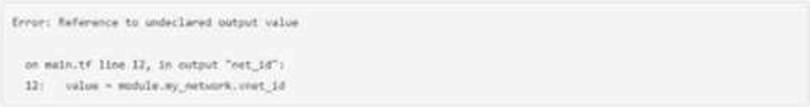 Error: Reference to undeclared output value
on main.tf line 12, in output "net_id":
12: value = module.my_network.vnet_id